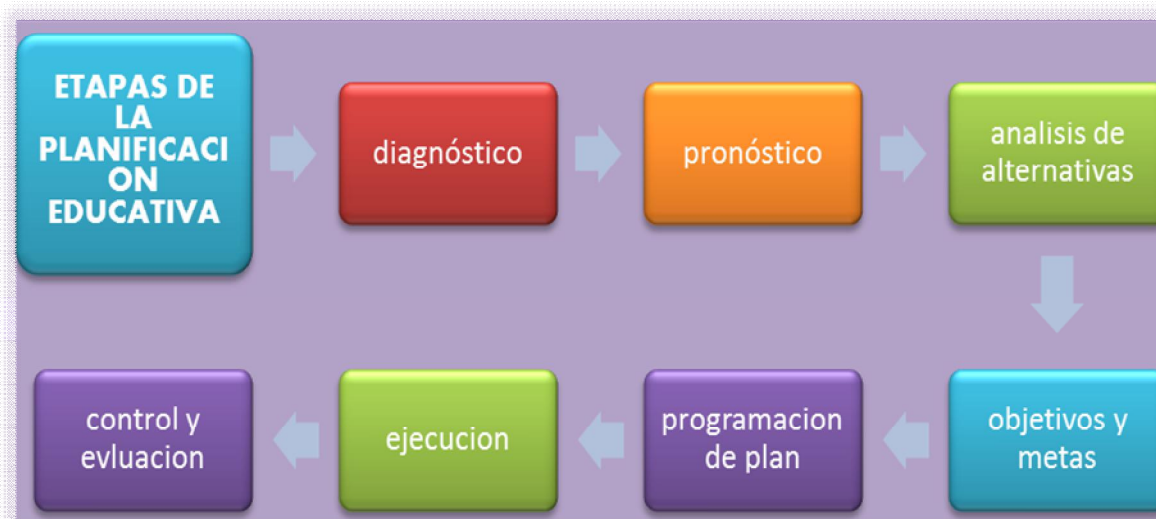 ETAPAS DE
LA
PLANIFICACI
ON
EDUCATIVA
diagnóstico
pronóstico
analisis de
alternativas
objetivos y
metas
programacion
de plan
ejecucion
control y
evluacion